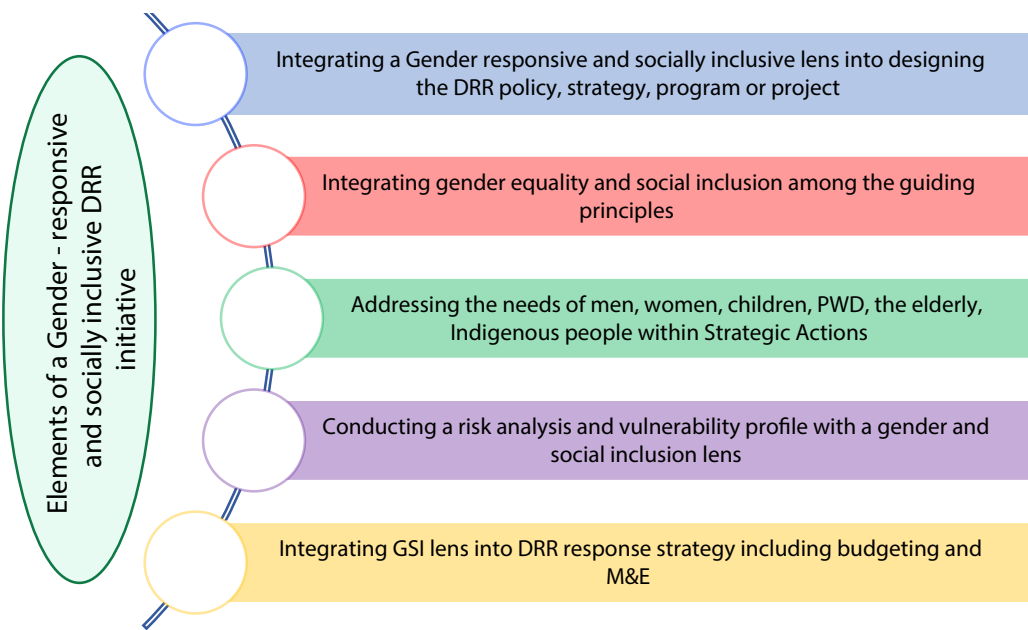 Elements of a Gender - responsive
and socially inclusive DRR
initiative
Integrating a Gender responsive and socially inclusive lens into designing
the DRR policy, strategy, program or project
Integrating gender equality and social inclusion among the guiding
principles
Addressing the needs of men, women, children, PWD, the elderly,
Indigenous people within Strategic Actions
Conducting a risk analysis and vulnerability profile with a gender and
social inclusion lens
Integrating GSI lens into DRR response strategy including budgeting and
M&E